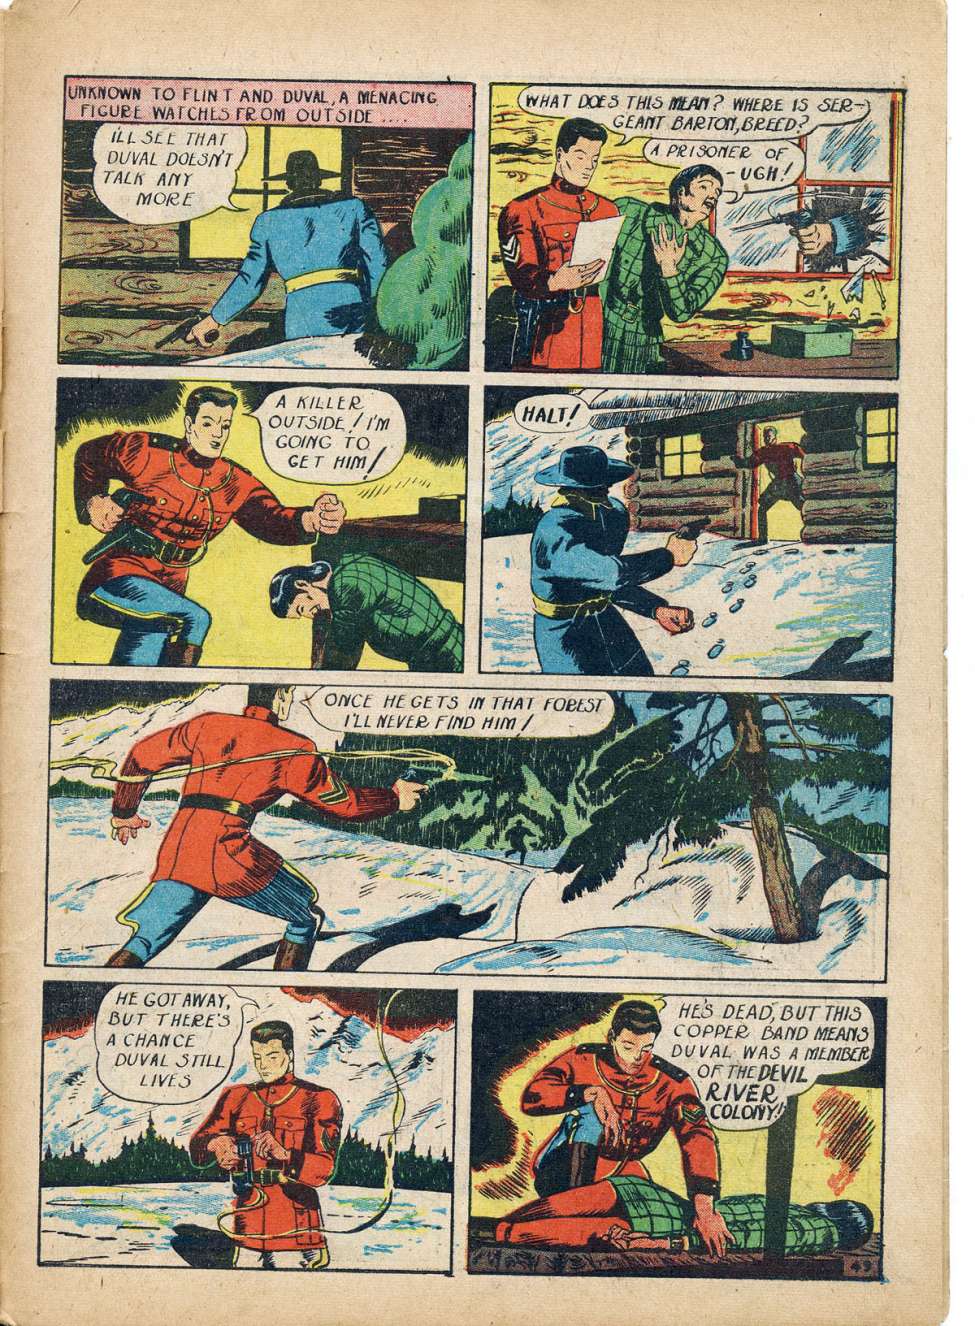 UNKNOWN TO FLINT AND DUVAL, A MENACING
FIGURE WATCHES FROM OUTSIDE ....
I'LL SEE THAT
DUVAL DOESN'T
TALK ANY
MORE
WHAT DOES THIS MEAN? WHERE IS SER-
GEANT BARTON, BREED?
A PRISONER OF
-UGH!
A KILLER
OUTSIDE! I'M
GOING TO
GET HIM!
HALT!
ONCE HE GETS IN THAT FOREST
I'LL NEVER FIND HIM!
HE GOT AWAY,
BUT THERE'S
A CHANCE
DUVAL STILL
LIVES
HE'S DEAD, BUT THIS
COPPER BAND MEANS
DUVAL WAS A MEMBER
OF THE DEVIL
RIVER
COLONY!
49